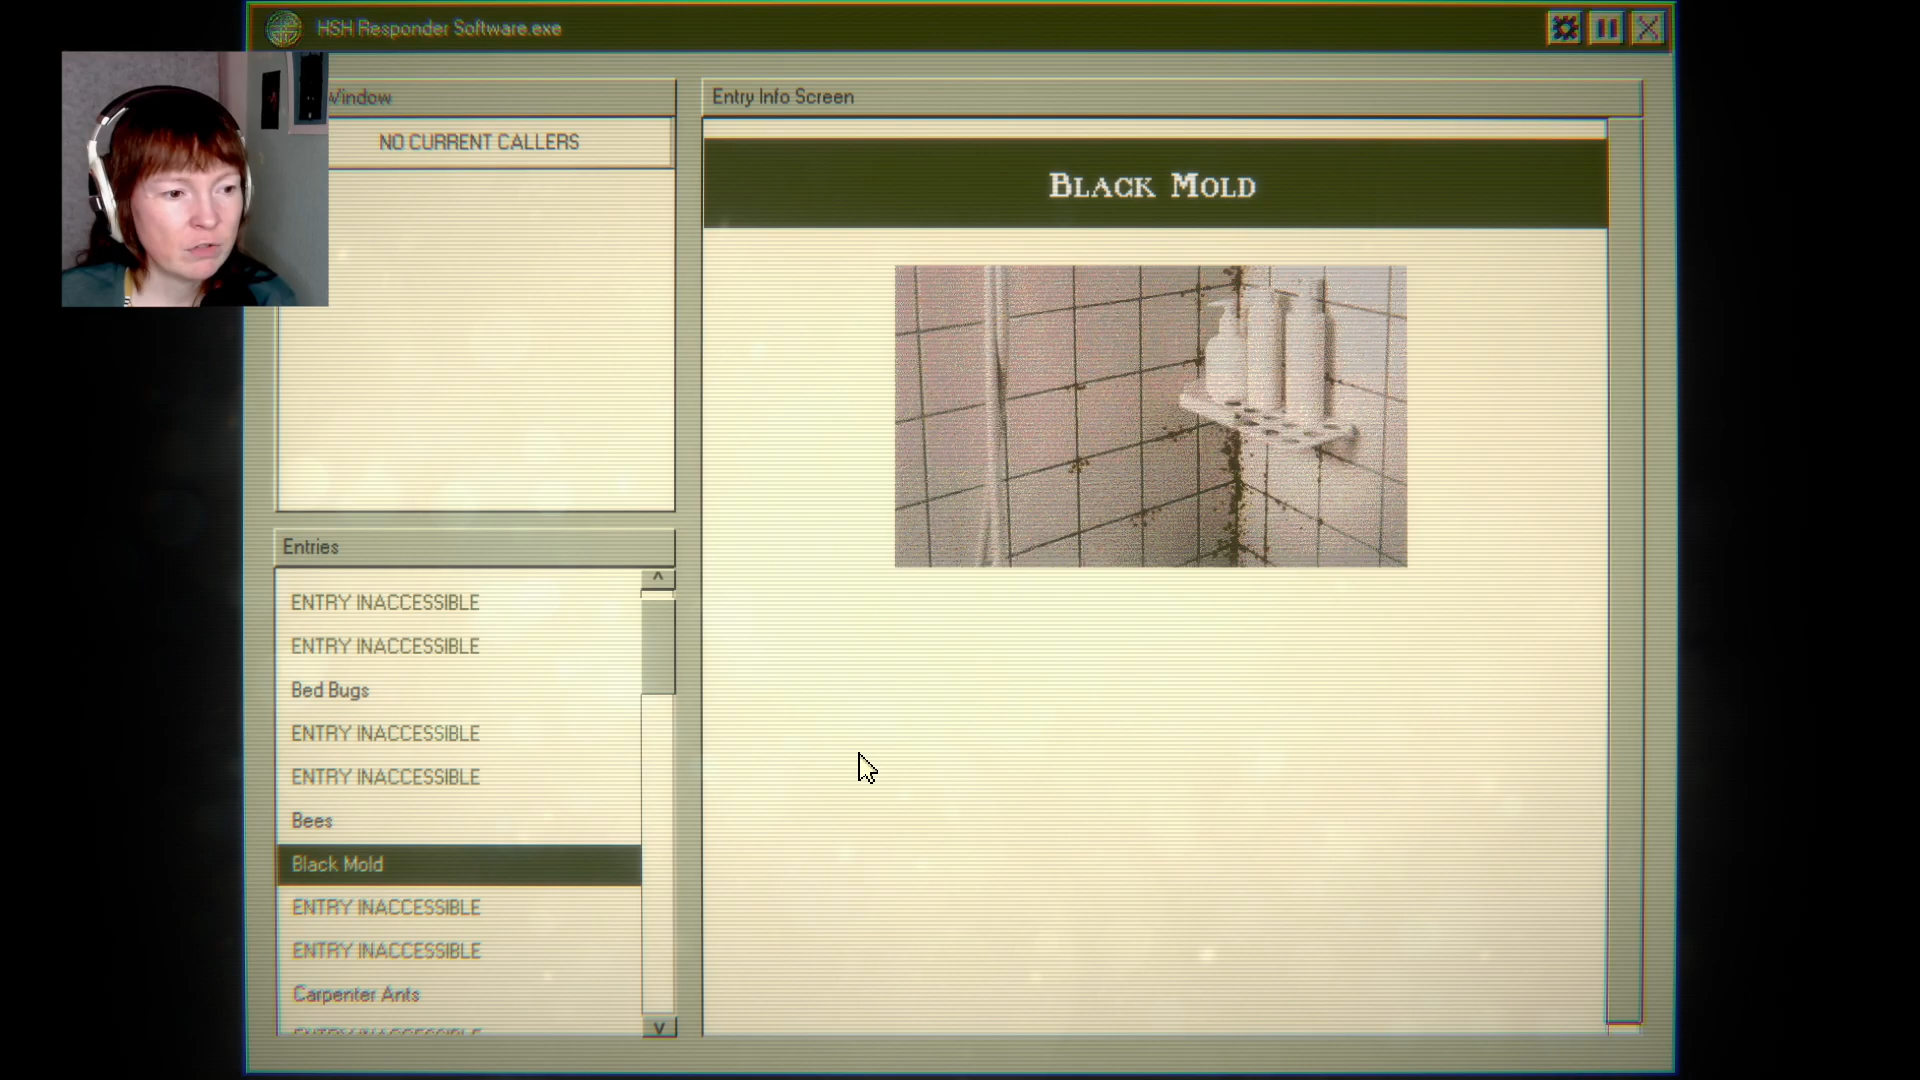 HSH Responder Software.exe
Window
NO CURRENT CALLERS
Entries
ENTRY INACCESSIBLE
ENTRY INACCESSIBLE
Bed Bugs
ENTRY INACCESSIBLE
ENTRY INACCESSIBLE
Bees
Black Mold
ENTRY INACCESSIBLE
ENTRY INACCESSIBLE
Carpenter Ants
Entry Info Screen
Black Mold